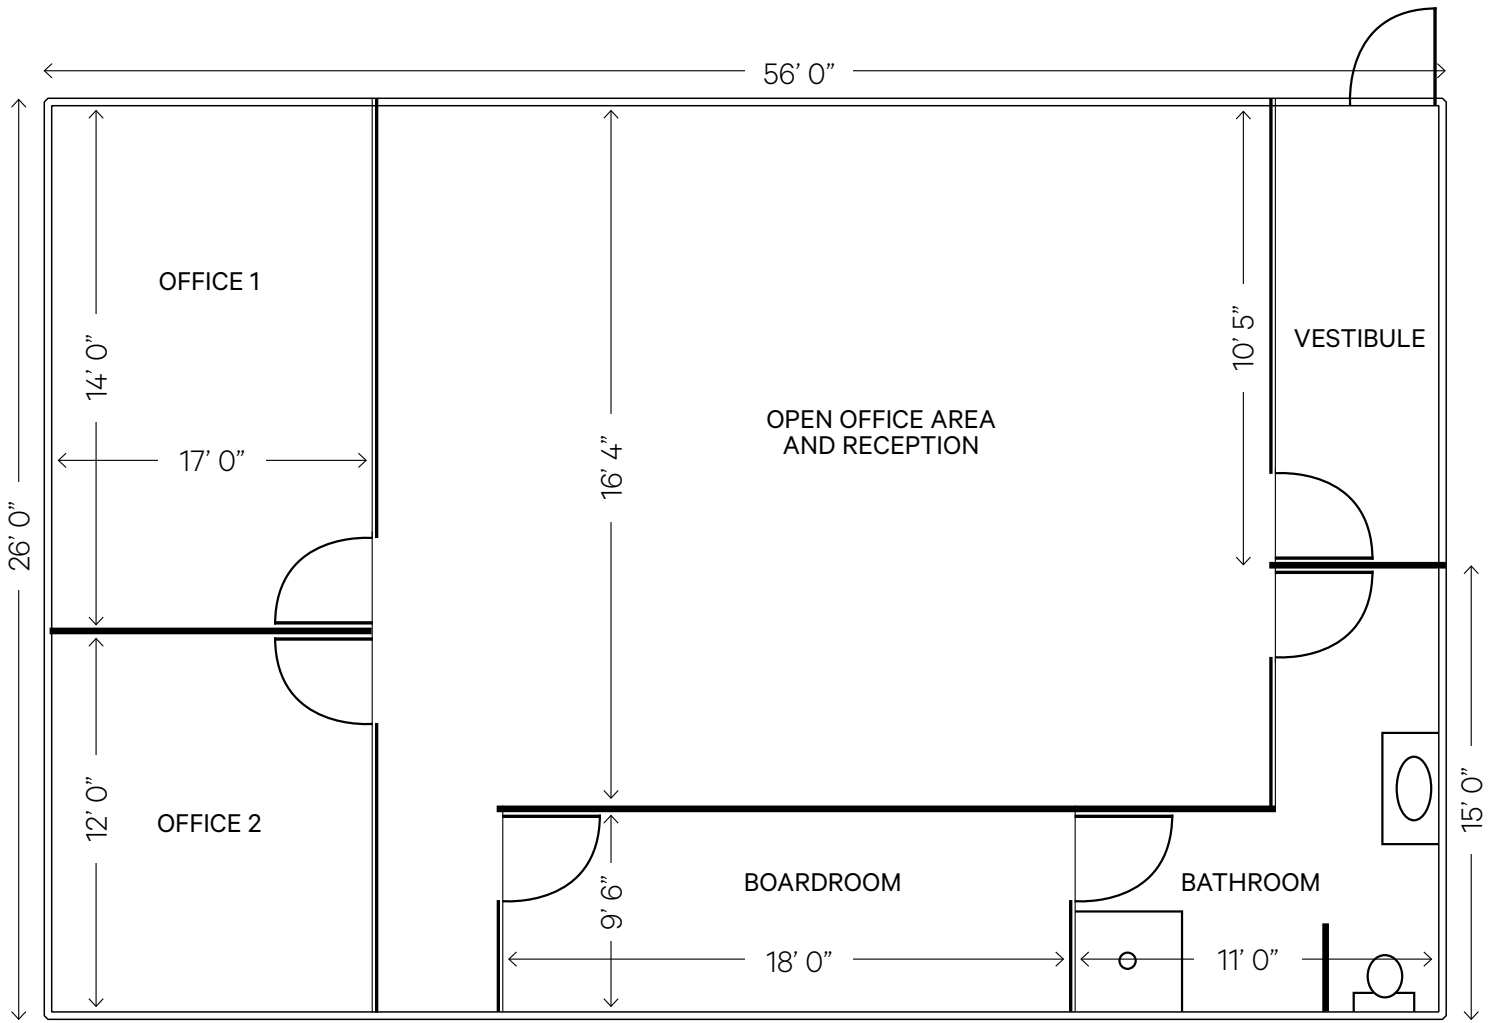 56’ 0”
OFFICE 1
14’ 0”
10’ 5”
VESTIBULE
OPEN OFFICE AREA
AND RECEPTION
17’ 0”
16’ 4”
26’ 0”
12’ 0”
OFFICE 2
15’ 0”
BOARDROOM
BATHROOM
9’ 6”
18’ 0”
11’ 0”